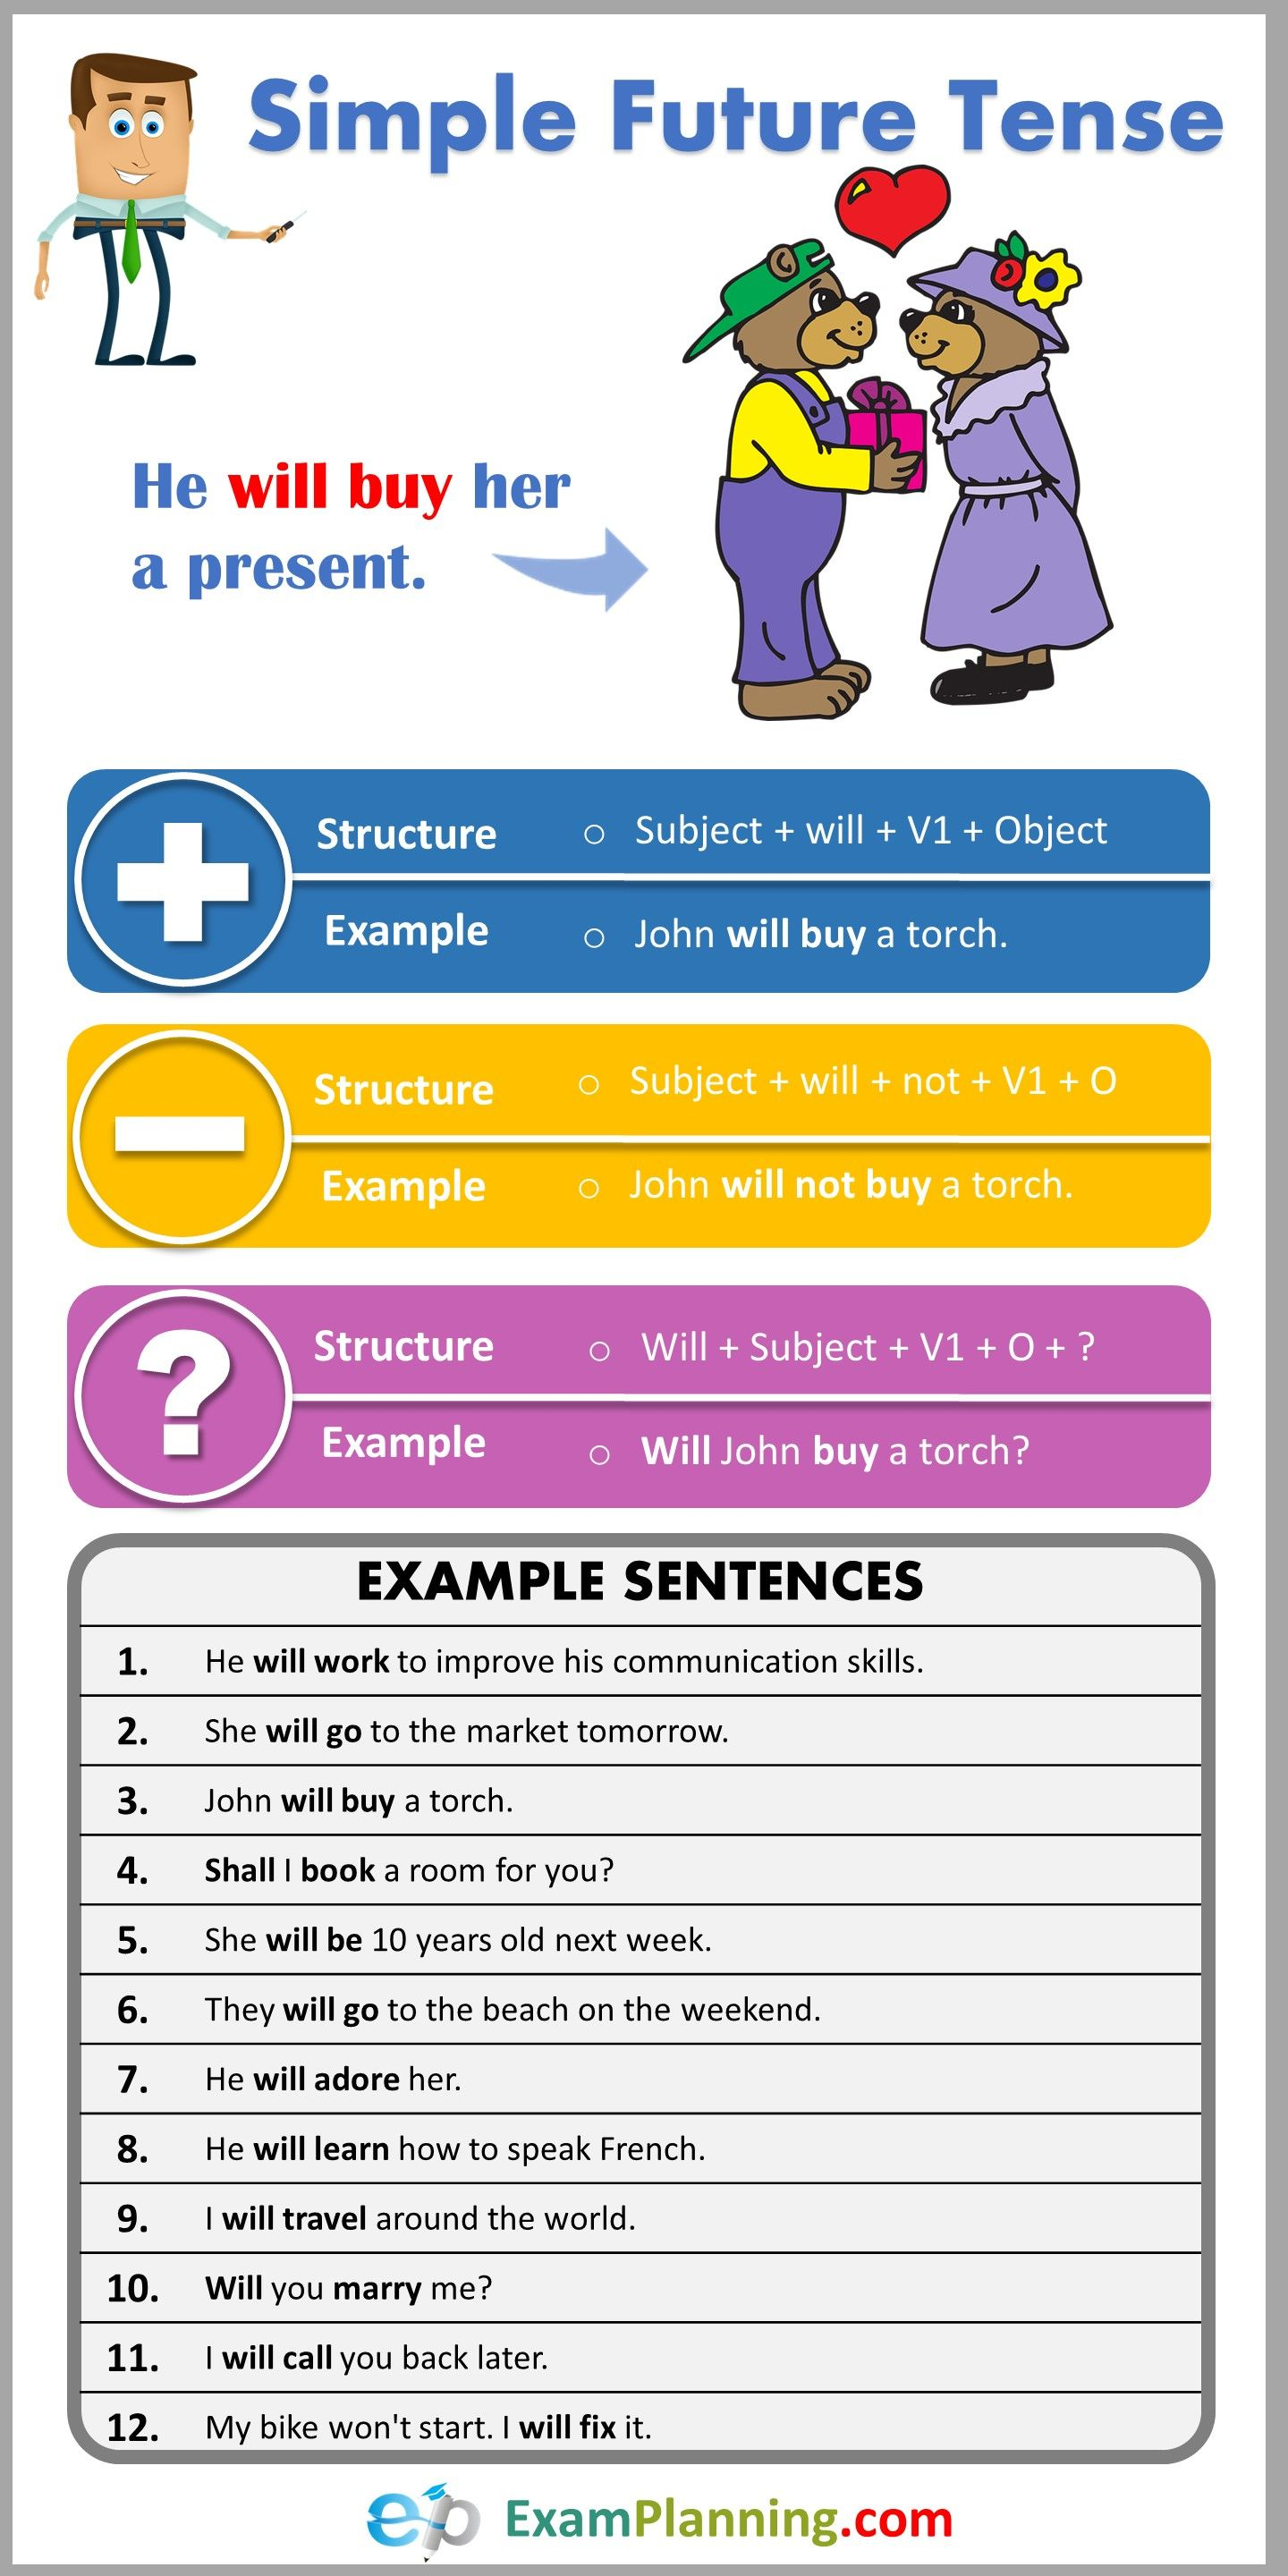 Simple Future Tense
He will buy her
a present.
Structure ○ Subject + will + V1 + Object
Example ○ John will buy a torch.
Structure ○ Subject + will + not + V1 + O
Example ○ John will not buy a torch.
?
Structure ○ Will + Subject + V1 + O + ?
Example ○ Will John buy a torch?
EXAMPLE SENTENCES
1. He will work to improve his communication skills.
2. She will go to the market tomorrow.
3. John will buy a torch.
4. Shall I book a room for you?
5. She will be 10 years old next week.
6. They will go to the beach on the weekend.
7. He will adore her.
8. He will learn how to speak French.
9. I will travel around the world.
10. Will you marry me?
11. I will call you back later.
12. My bike won't start. I will fix it.
ep ExamPlanning.com